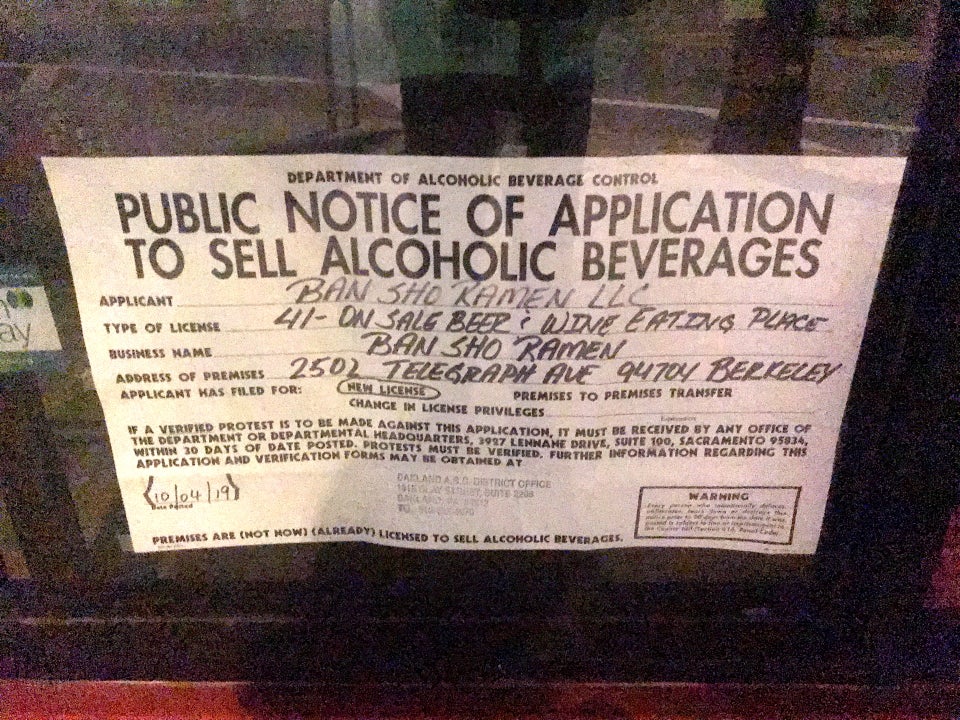 DEPARTMENT OF ALCOHOLIC BEVERAGE CONTROL
PUBLIC NOTICE OF APPLICATION
TO SELL ALCOHOLIC BEVERAGES
APPLICANT BAN SHO RAMEN LLC
TYPE OF LICENSE 41- ON SALE BEER & WINE EATING PLACE
BUSINESS NAME BAN SHO RAMEN
ADDRESS OF PREMISES 2502 TELEGRAPH AVE 94704 BERKELEY
APPLICANT HAS FILED FOR: NEW LICENSE PREMISES TO PREMISES TRANSFER
CHANGE IN LICENSE PRIVILEGES
IF A VERIFIED PROTEST IS TO BE MADE AGAINST THIS APPLICATION, IT MUST BE RECEIVED BY ANY OFFICE OF
THE DEPARTMENT OR DEPARTMENTAL HEADQUARTERS, 3927 LENNANE DRIVE, SUITE 100, SACRAMENTO 95834,
WITHIN 30 DAYS OF DATE POSTED. PROTESTS MUST BE VERIFIED. FURTHER INFORMATION REGARDING THIS
APPLICATION AND VERIFICATION FORMS MAY BE OBTAINED AT
OAKLAND A.B.C. DISTRICT OFFICE
1515 CLAY STREET, SUITE 2208
(10/04/19)
Date Posted
WARNING
PREMISES ARE (NOT NOW) (ALREADY) LICENSED TO SELL ALCOHOLIC BEVERAGES.
ay